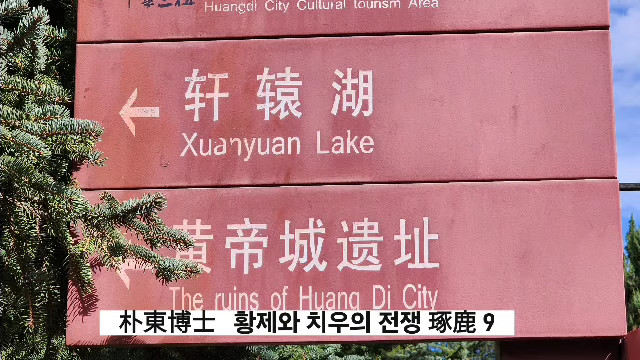 Huangdi City Cultural tourism Area
轩辕湖
Xuanyuan Lake
黄帝城遗址
The ruins of Huang Di City
朴東博士 황제와 치우의 전쟁 琢鹿 9